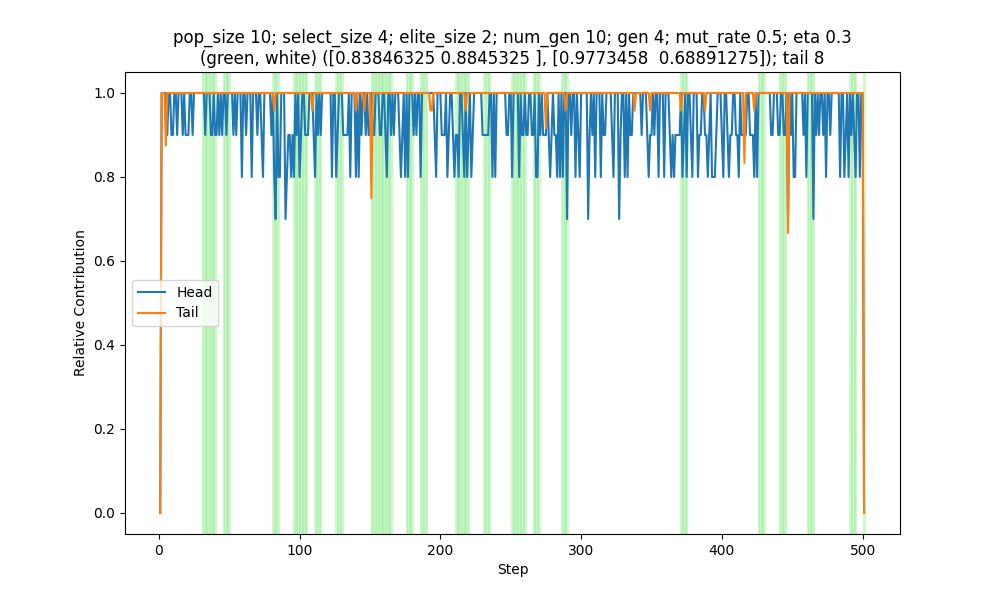 pop_size 10; select_size 4; elite_size 2; num_gen 10; gen 4; mut_rate 0.5; eta 0.3
(green, white) ([0.83846325 0.8845325 ], [0.9773458  0.68891275]); tail 8
1.0
0.8
0.6
0.4
0.2
0.0
Relative Contribution
Head
Tail
0 100 200 300 400 500
Step